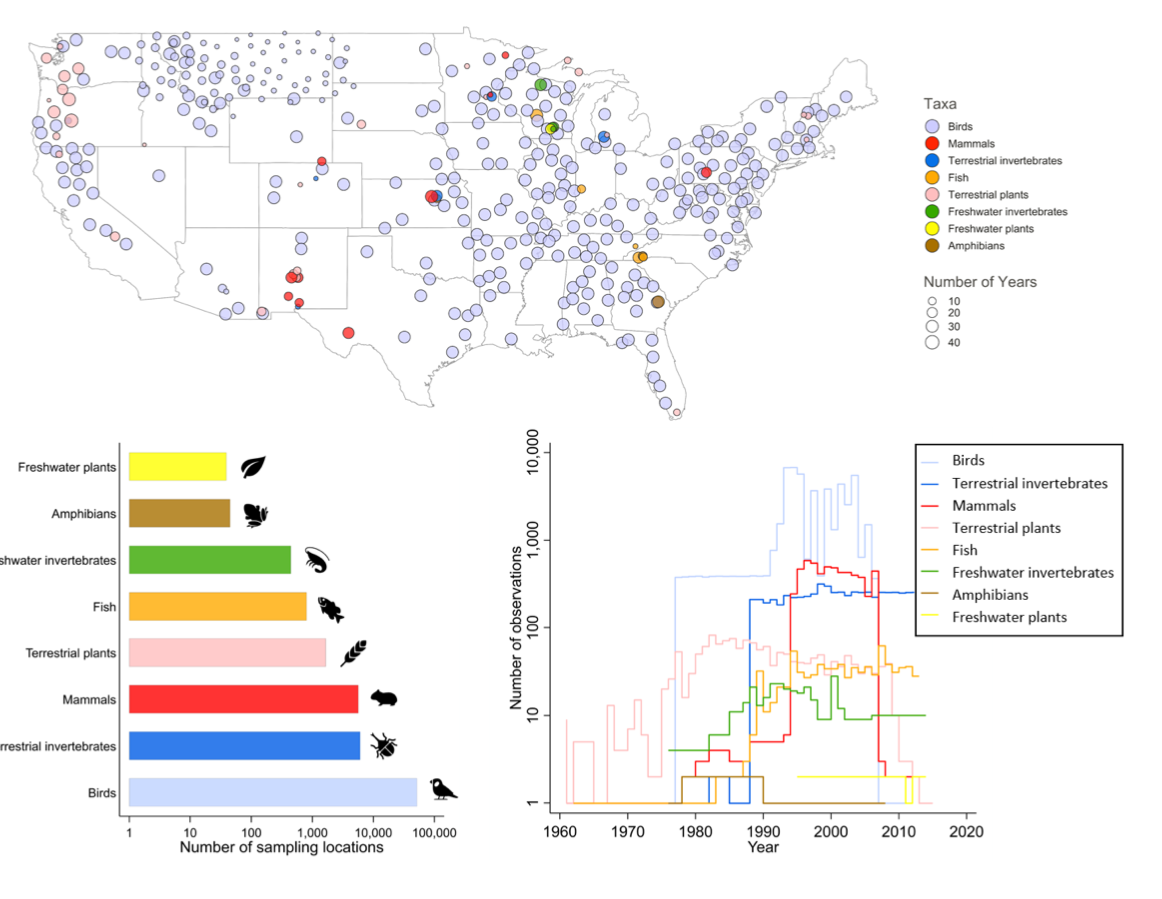 Taxa
Birds
Mammals
Terrestrial invertebrates
Fish
Terrestrial plants
Freshwater invertebrates
Freshwater plants
Amphibians
Number of Years
10
20
30
40
Freshwater plants
Amphibians
shwater invertebrates
Fish
Terrestrial plants
Mammals
rrestrial invertebrates
Birds
1 10 100 1,000 10,000 100,000
Number of sampling locations
Number of observations
10,000
1,000
100
10
1
1960 1970 1980 1990 2000 2010 2020
Year
Birds
Terrestrial invertebrates
Mammals
Terrestrial plants
Fish
Freshwater invertebrates
Amphibians
Freshwater plants